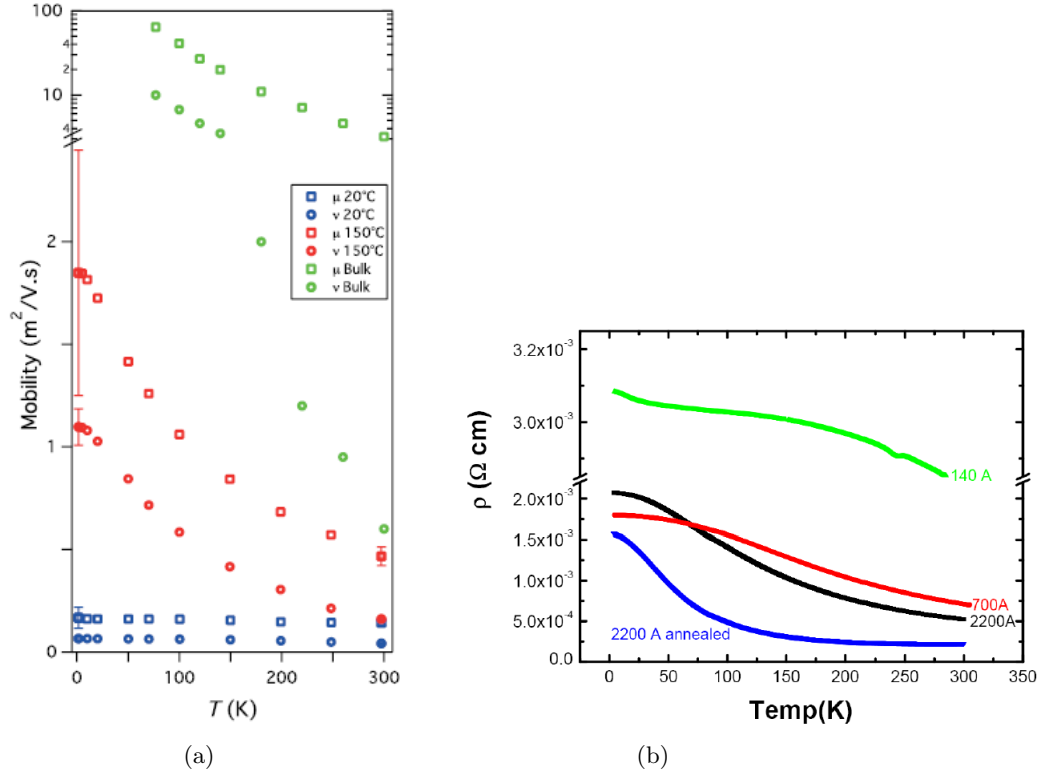 100
4
2
10
4
2
1
0
Mobility (m²/V.s)
0
100
200
300
T (K)
μ 20°C
ν 20°C
μ 150°C
ν 150°C
μ Bulk
ν Bulk
(a)
3.2x10⁻³
3.0x10⁻³
2.0x10⁻³
1.5x10⁻³
1.0x10⁻³
5.0x10⁻⁴
0.0
ρ (Ω cm)
140 A
700A
2200A
2200 A annealed
0
50
100
150
200
250
300
350
Temp(K)
(b)